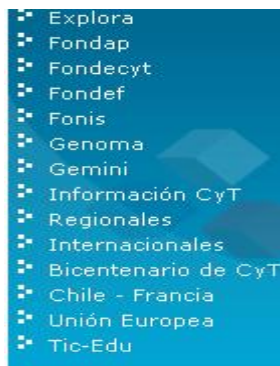 Explora
Fondap
Fondecyt
Fondef
Fonis
Genoma
Gemini
Información CyT
Regionales
Internacionales
Bicentenario de CyT
Chile - Francia
Unión Europea
Tic-Edu